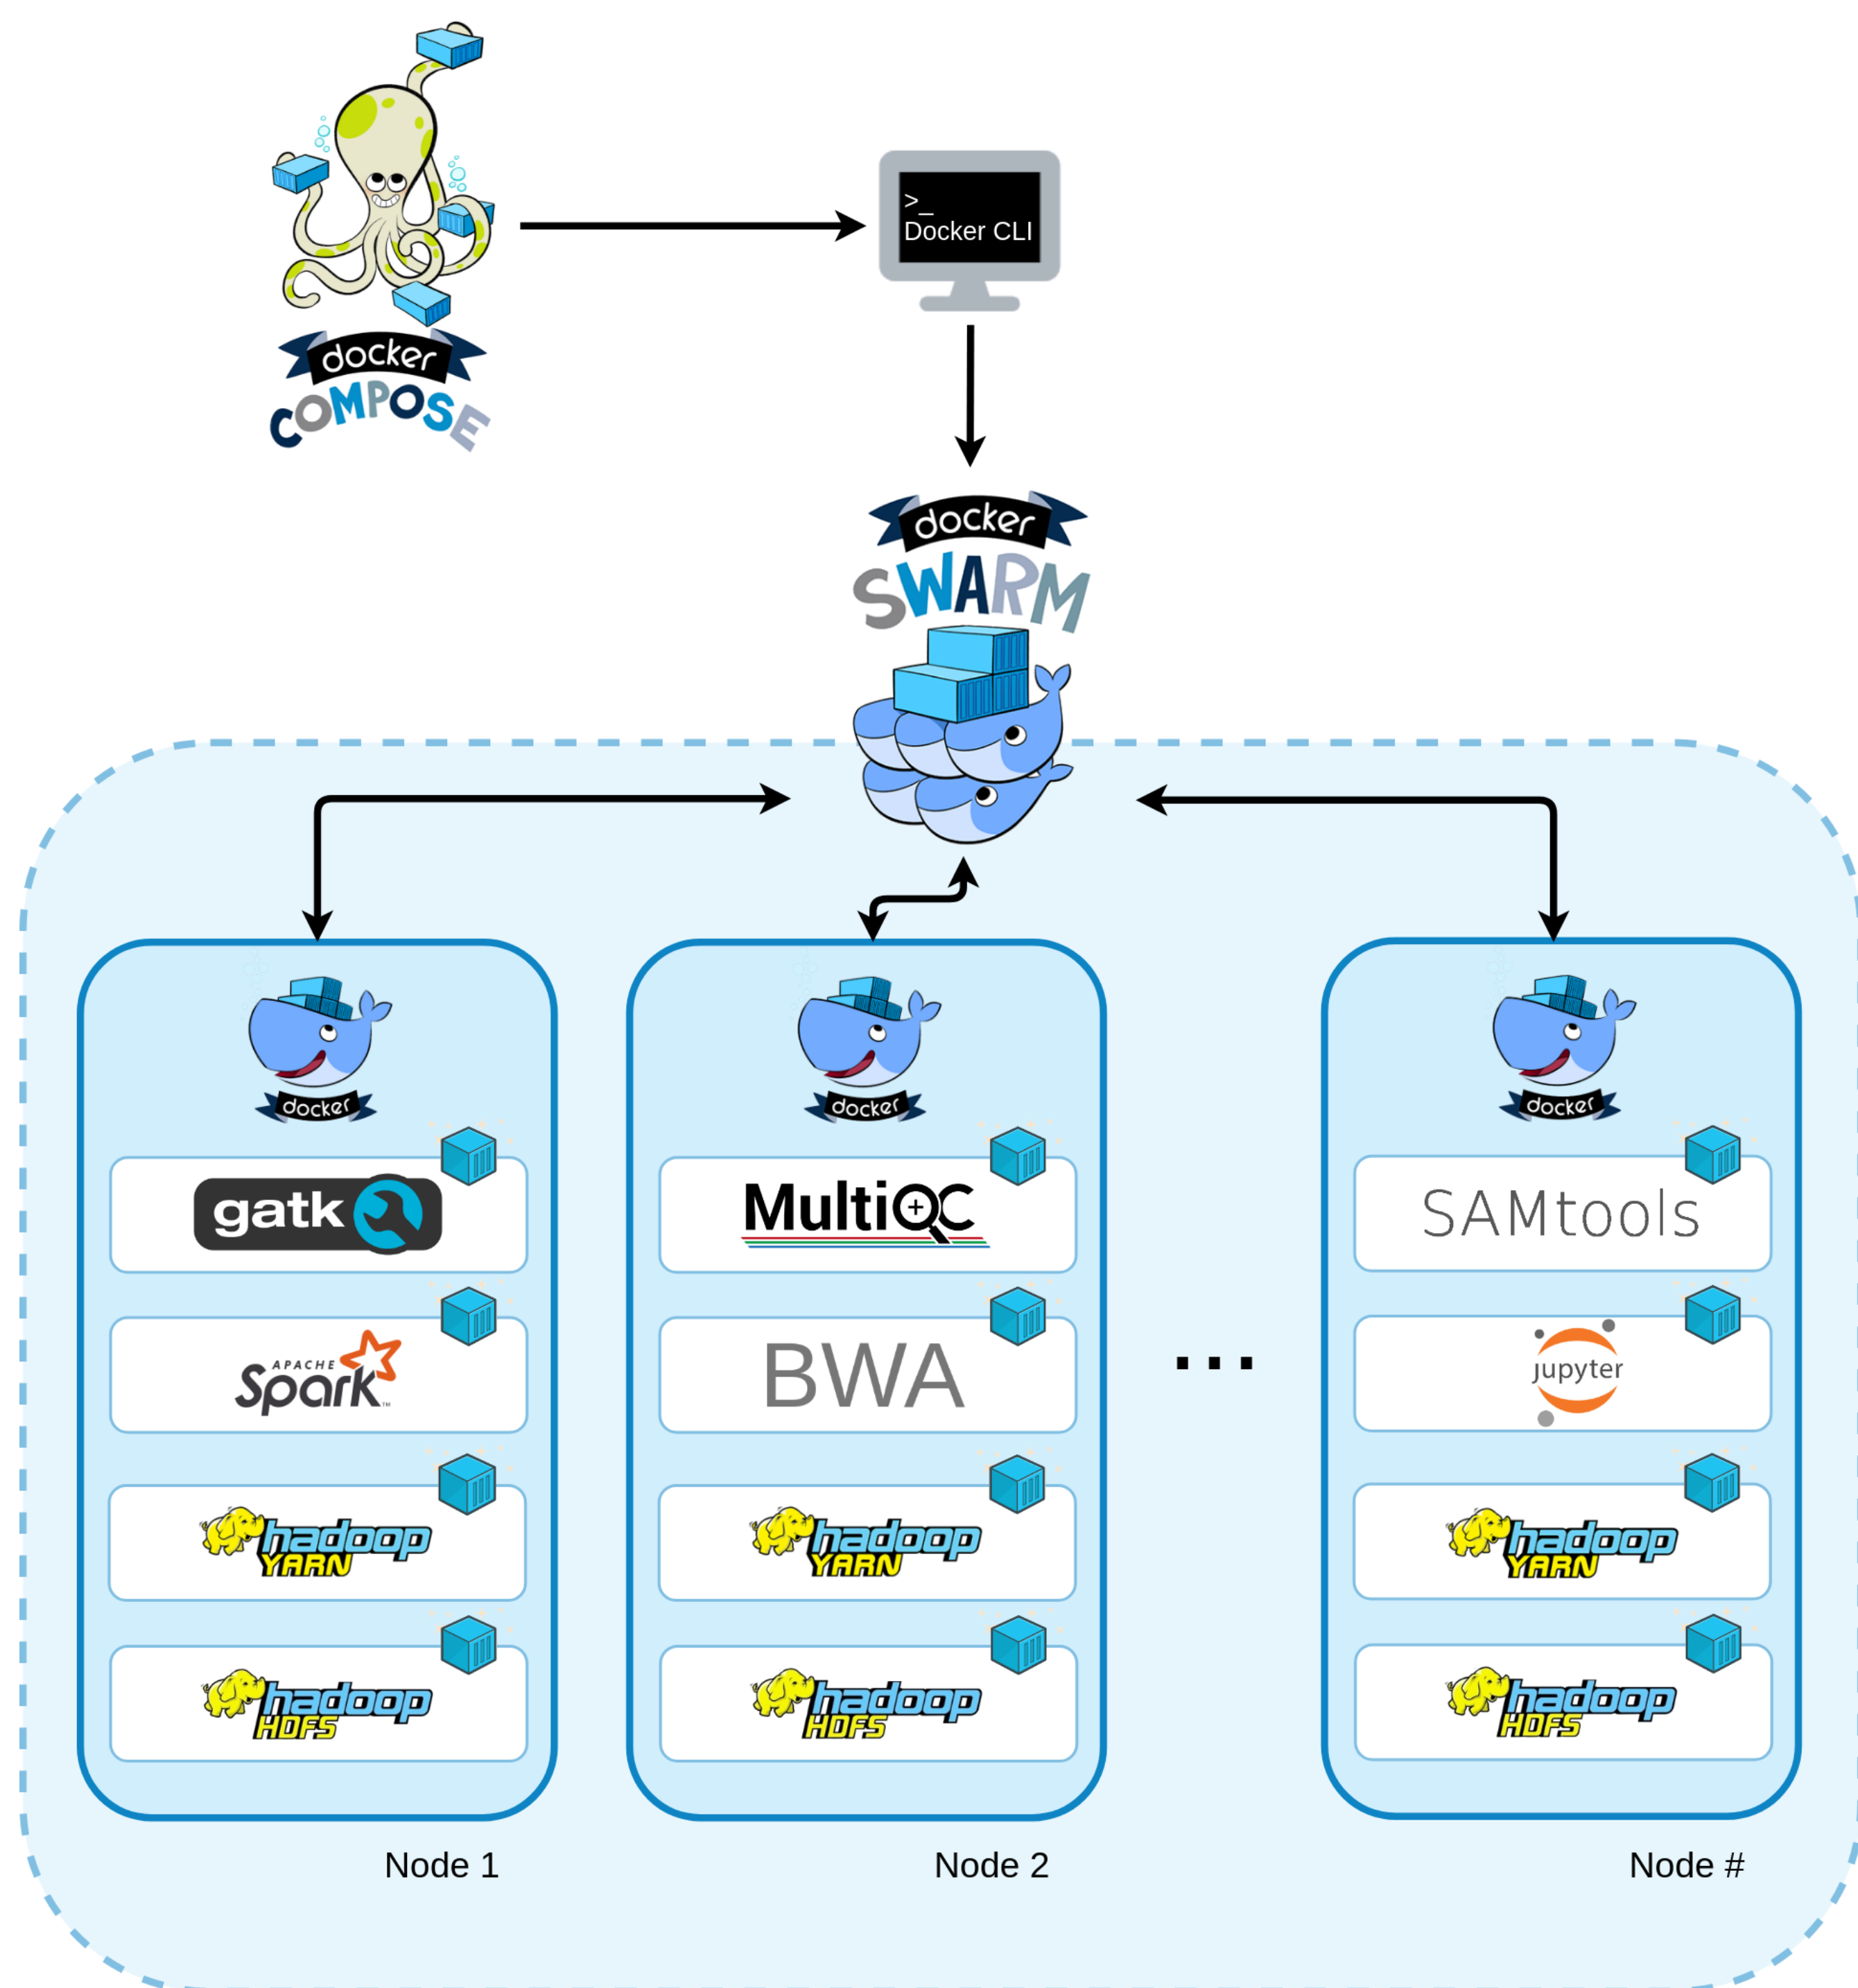 docker
COMPOSE
>_
Docker CLI
docker
SWARM
docker
gatk
APACHE
Spark™
hadoop
YARN
hadoop
HDFS
Node 1
docker
MultiQC
BWA
hadoop
YARN
hadoop
HDFS
Node 2
...
docker
SAMtools
jupyter
hadoop
YARN
hadoop
HDFS
Node #